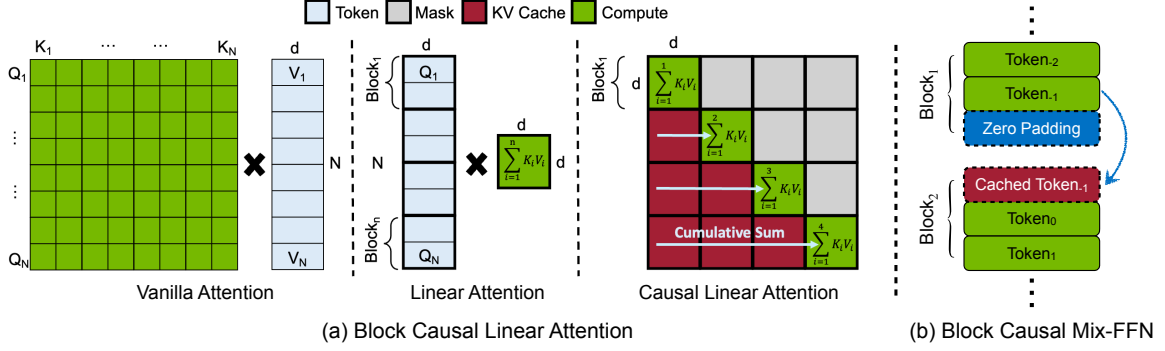 Token Mask KV Cache Compute
K1 ··· ··· KN
Q1
⋮
⋮
QN
d
V1
VN
N
Vanilla Attention
d
Block1
Q1
N
Blockn
QN
d
n∑i=1 KiVi
d
Linear Attention
d
Block1
d
1∑i=1 KiVi
2∑i=1 KiVi
3∑i=1 KiVi
Cumulative Sum
4∑i=1 KiVi
Causal Linear Attention
(a) Block Causal Linear Attention
Block1
Token-2
Token-1
Zero Padding
Block2
Cached Token-1
Token0
Token1
(b) Block Causal Mix-FFN